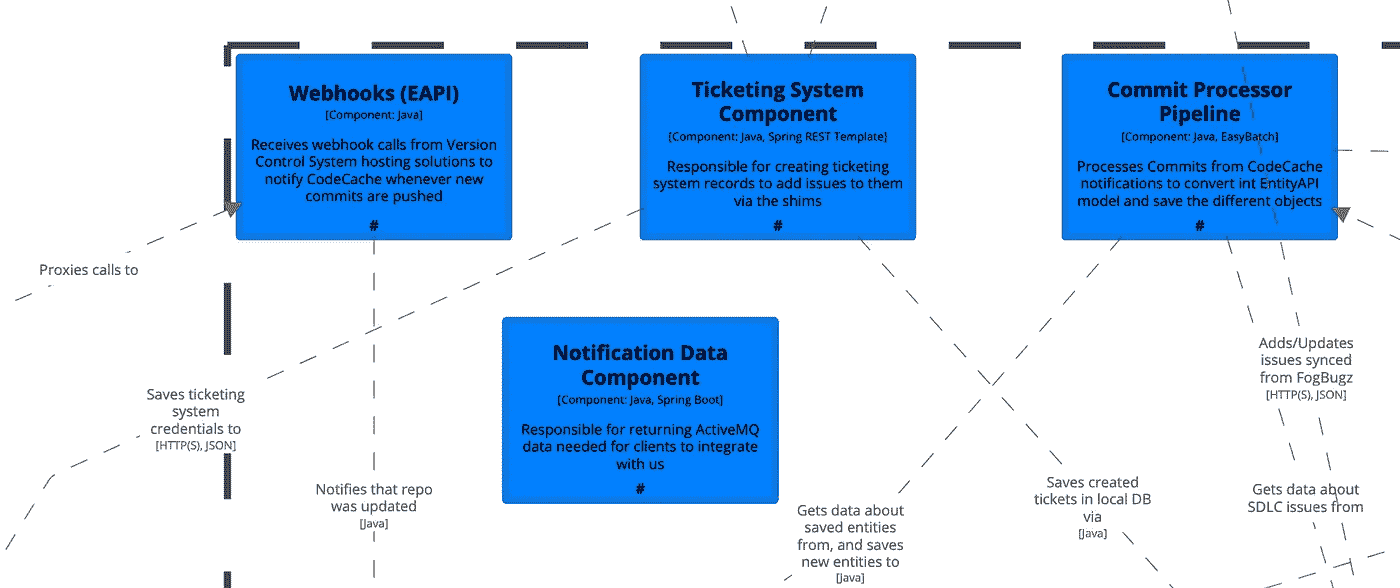 Webhooks (EAPI)
[Component: Java]
Receives webhook calls from Version
Control System hosting solutions to
notify CodeCache whenever new
commits are pushed
#
Ticketing System
Component
[Component: Java, Spring REST Template]
Responsible for creating ticketing
system records to add issues to them
via the shims
#
Commit Processor
Pipeline
[Component: Java, EasyBatch]
Processes Commits from CodeCache
notifications to convert int EntityAPI
model and save the different objects
#
Proxies calls to
Notification Data
Component
[Component: Java, Spring Boot]
Responsible for returning ActiveMQ
data needed for clients to integrate
with us
#
Adds/Updates
issues synced
from FogBugz
[HTTP(S), JSON]
Saves ticketing
system
credentials to
[HTTP(S), JSON]
Notifies that repo
was updated
[Java]
Gets data about
saved entities
from, and saves
new entities to
[Java]
Saves created
tickets in local DB
via
[Java]
Gets data about
SDLC issues from